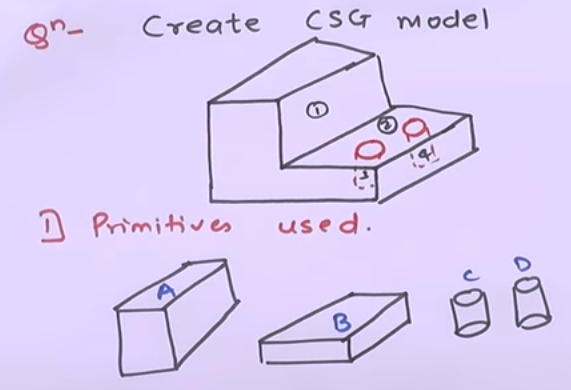 Qn- Create CSG model
①
②
3 4
1] Primitives used.
A B C D